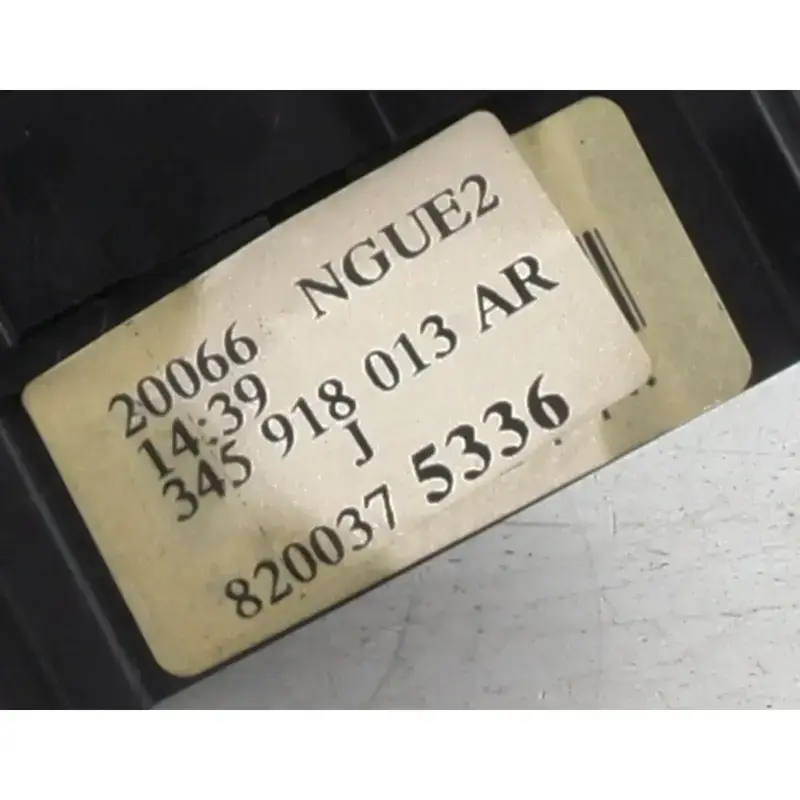 20066 NGUE2
14:39
345 918 013 AR
J
820037 5336